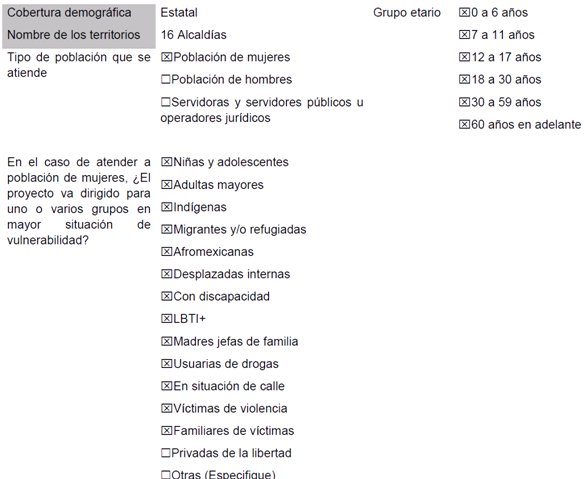 Cobertura demográfica Estatal Grupo etario ☒0 a 6 años
Nombre de los territorios 16 Alcaldías ☒7 a 11 años
Tipo de población que se ☒Población de mujeres ☒12 a 17 años
atiende ☐Población de hombres ☒18 a 30 años
☐Servidoras y servidores públicos u ☒30 a 59 años
operadores jurídicos ☒60 años en adelante
En el caso de atender a ☒Niñas y adolescentes
población de mujeres, ¿El ☒Adultas mayores
proyecto va dirigido para
uno o varios grupos en ☒Indígenas
mayor situación de ☒Migrantes y/o refugiadas
vulnerabilidad?
☒Afromexicanas
☒Desplazadas internas
☒Con discapacidad
☒LBTI+
☒Madres jefas de familia
☒Usuarias de drogas
☒En situación de calle
☒Víctimas de violencia
☒Familiares de víctimas
☐Privadas de la libertad
☐Otras (Especifique)